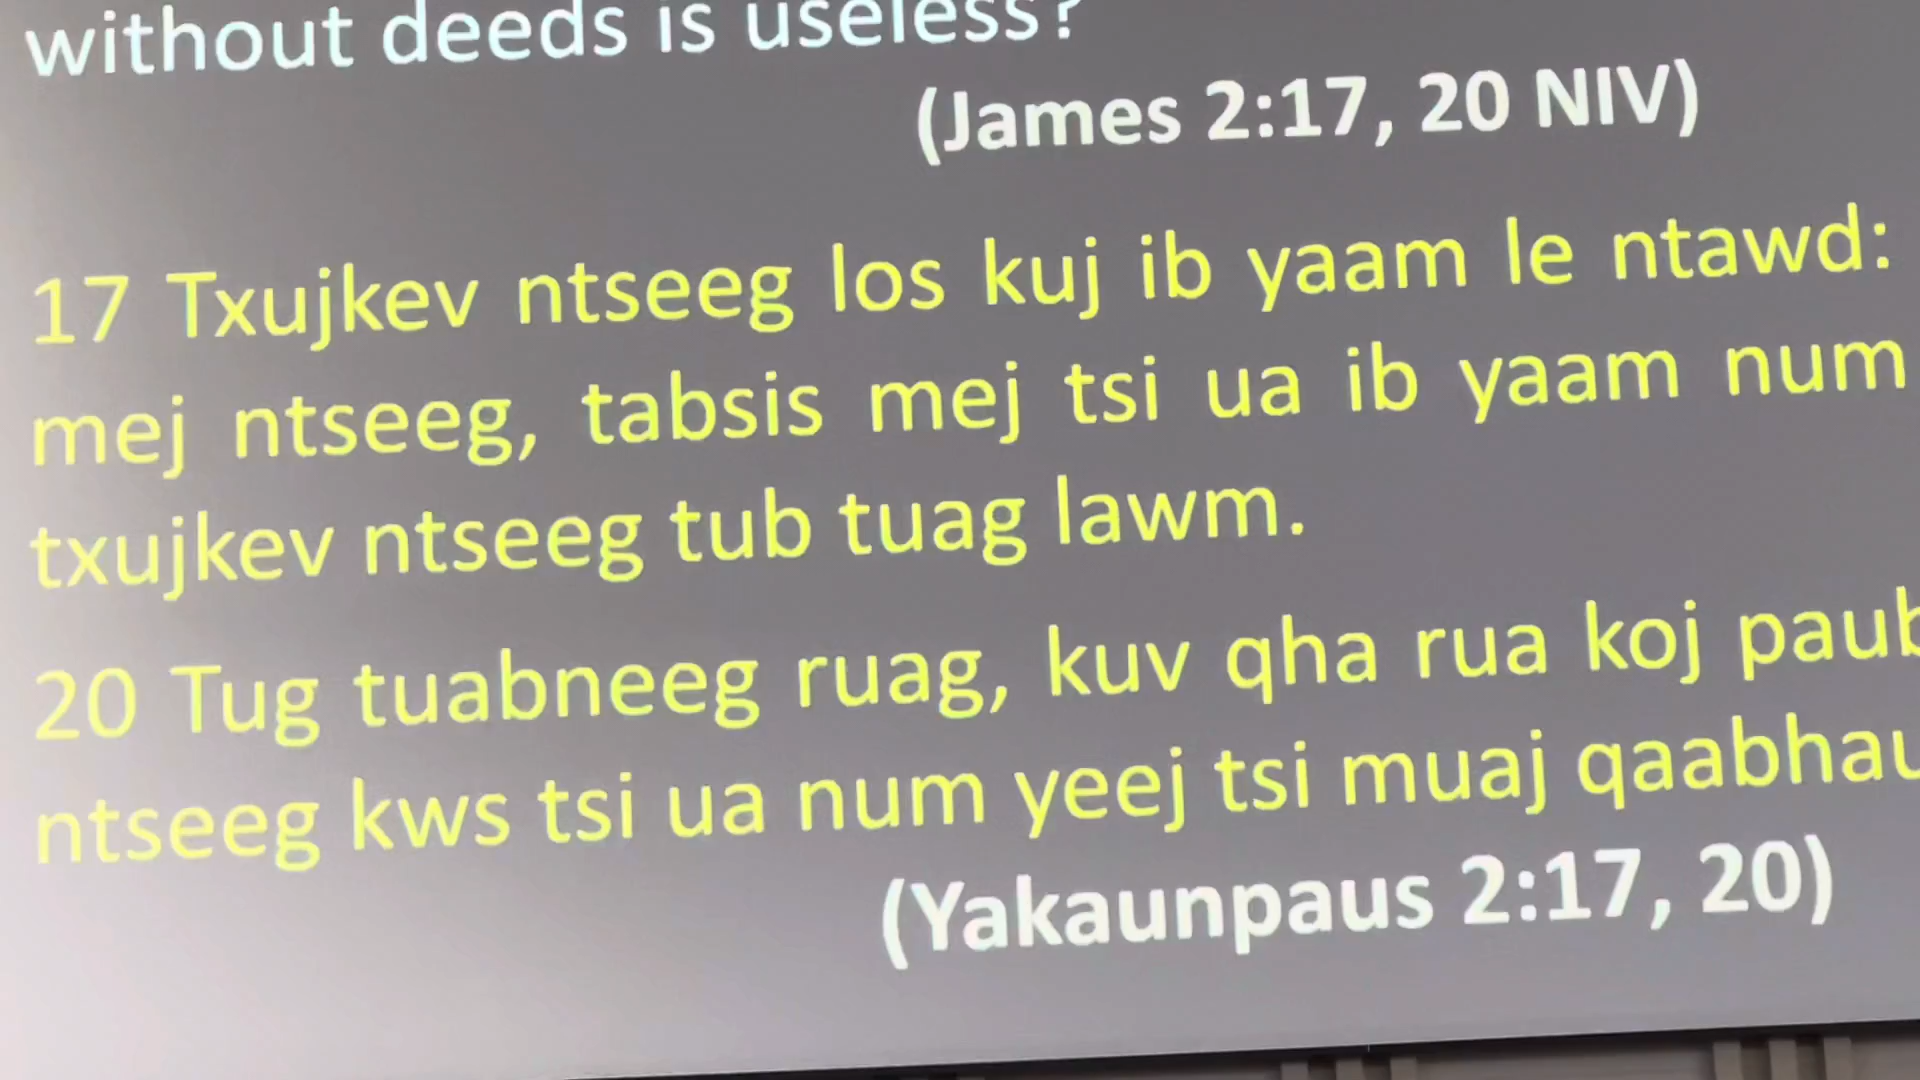 without deeds is useless?
(James 2:17, 20 NIV)
17 Txujkev ntseeg los kuj ib yaam le ntawd:
mej ntseeg, tabsis mej tsi ua ib yaam num
txujkev ntseeg tub tuag lawm.
20 Tug tuabneeg ruag, kuv qha rua koj paub
ntseeg kws tsi ua num yeej tsi muaj
(Yakaunpaus 2:17, 20)